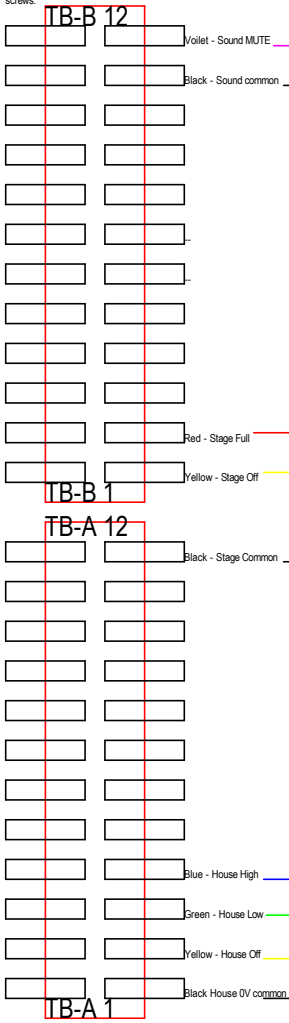 screws.
TB-B 12
Voilet - Sound MUTE
Black - Sound common
--
--
Red - Stage Full
Yellow - Stage Off
TB-B 1
TB-A 12
Black - Stage Common
Blue - House High
Green - House Low
Yellow - House Off
Black House 0V common
TB-A 1